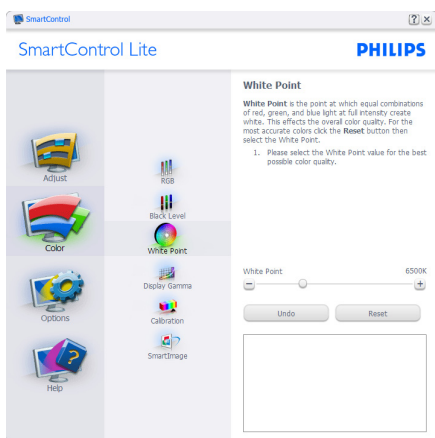 SmartControl
SmartControl Lite
PHILIPS
Adjust
Color
Options
Help
RGB
Black Level
White Point
Display Gamma
Calibration
SmartImage
White Point
White Point is the point at which equal combinations
of red, green, and blue light at full intensity create
white. This effects the overall color quality. For the
most accurate colors click the Reset button then
select the White Point.
1. Please select the White Point value for the best
possible color quality.
White Point 6500K
Undo Reset